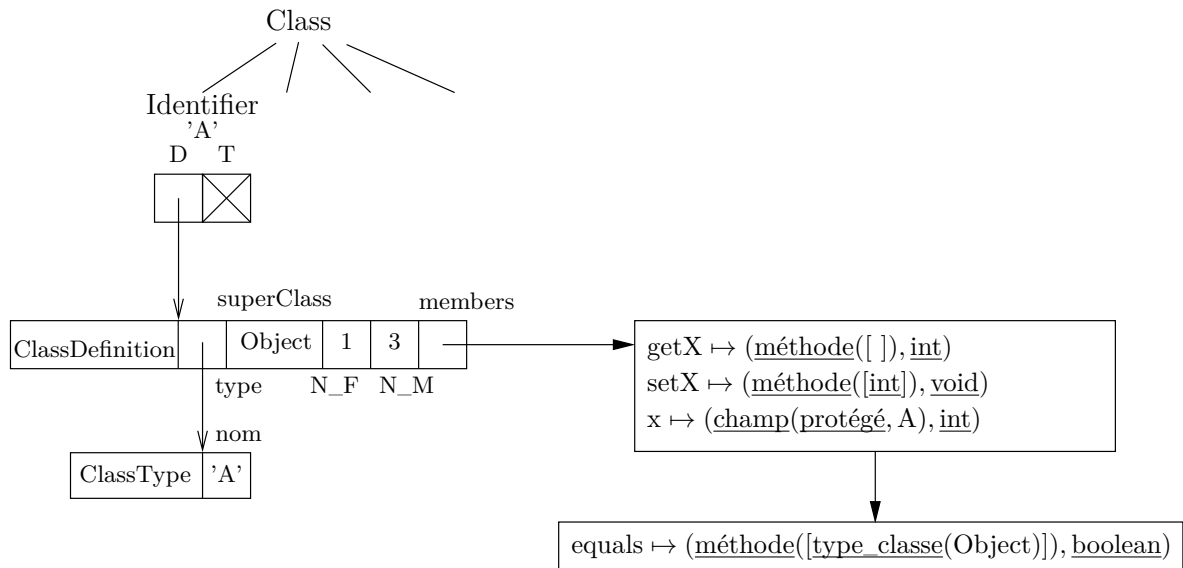 Class
Identifier
'A'
D T
superClass members
ClassDefinition Object 1 3
type N_F N_M
nom
ClassType 'A'
getX ↦ (méthode([ ]), int)
setX ↦ (méthode([int]), void)
x ↦ (champ(protégé, A), int)
equals ↦ (méthode([type_classe(Object)]), boolean)